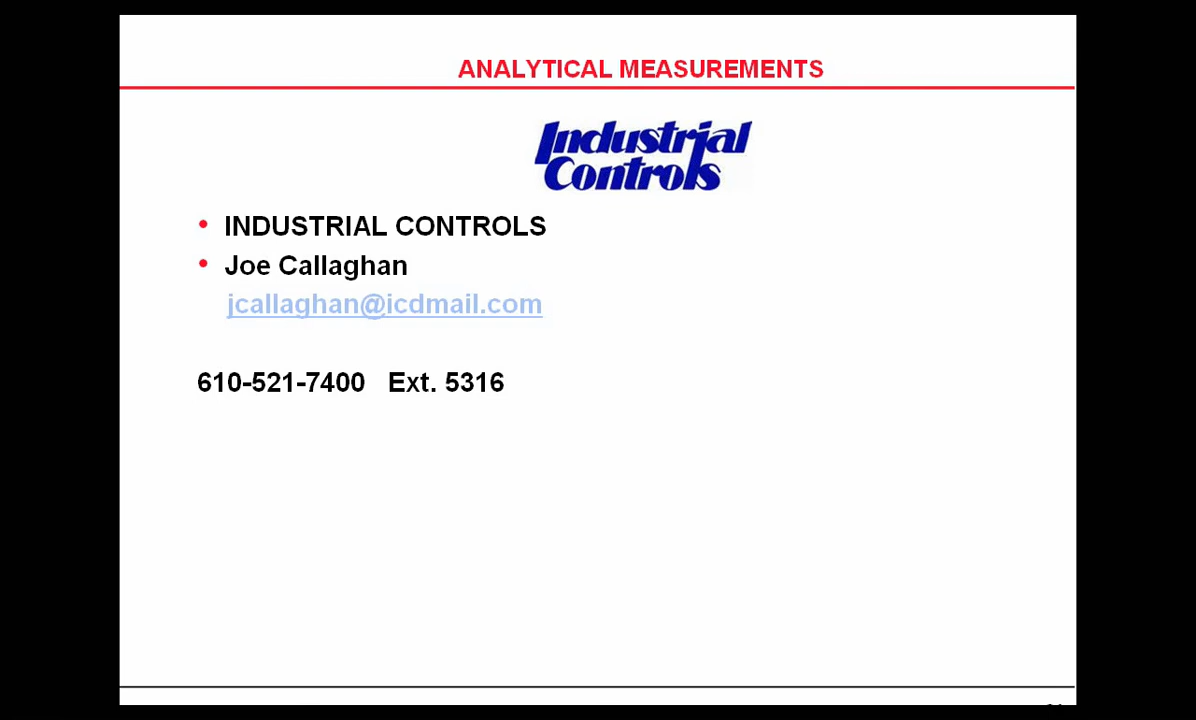 ANALYTICAL MEASUREMENTS
Industrial
Controls
• INDUSTRIAL CONTROLS
• Joe Callaghan
jcallaghan@icdmail.com
610-521-7400 Ext. 5316